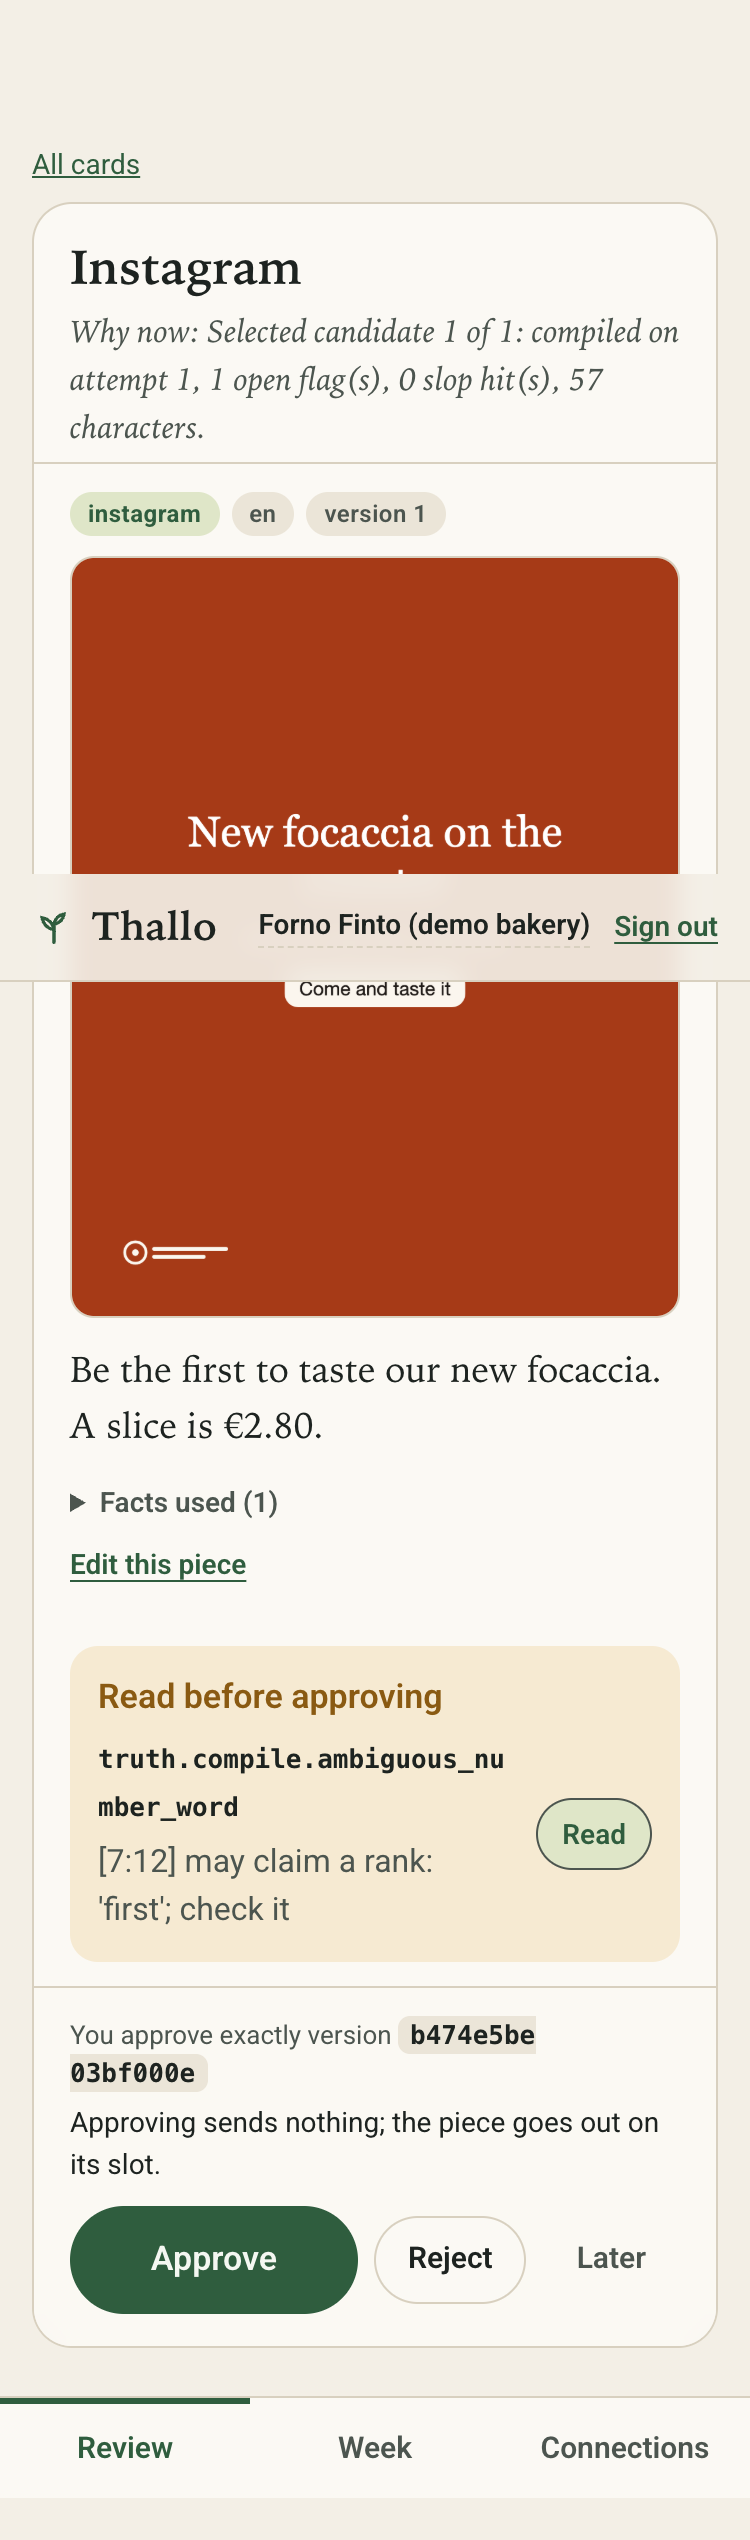 All cards
Instagram
Why now: Selected candidate 1 of 1: compiled on
attempt 1, 1 open flag(s), 0 slop hit(s), 57
characters.
instagram en version 1
New focaccia on the
Thallo Forno Finto (demo bakery) Sign out
Come and taste it
Be the first to taste our new focaccia.
A slice is €2.80.
Facts used (1)
Edit this piece
Read before approving
truth.compile.ambiguous_nu
mber_word
[7:12] may claim a rank:
'first'; check it
Read
You approve exactly version b474e5be
03bf000e
Approving sends nothing; the piece goes out on
its slot.
Approve Reject Later
Review Week Connections